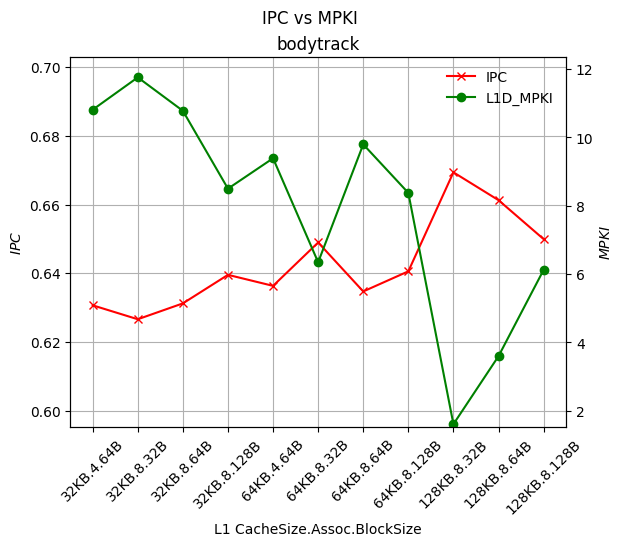 IPC vs MPKI
bodytrack
IPC
L1D_MPKI
0.70
0.68
0.66
0.64
0.62
0.60
IPC
12
10
8
6
4
2
MPKI
32KB.4.64B
32KB.8.32B
32KB.8.64B
32KB.8.128B
64KB.4.64B
64KB.8.32B
64KB.8.64B
64KB.8.128B
128KB.8.32B
128KB.8.64B
128KB.8.128B
L1 CacheSize.Assoc.BlockSize